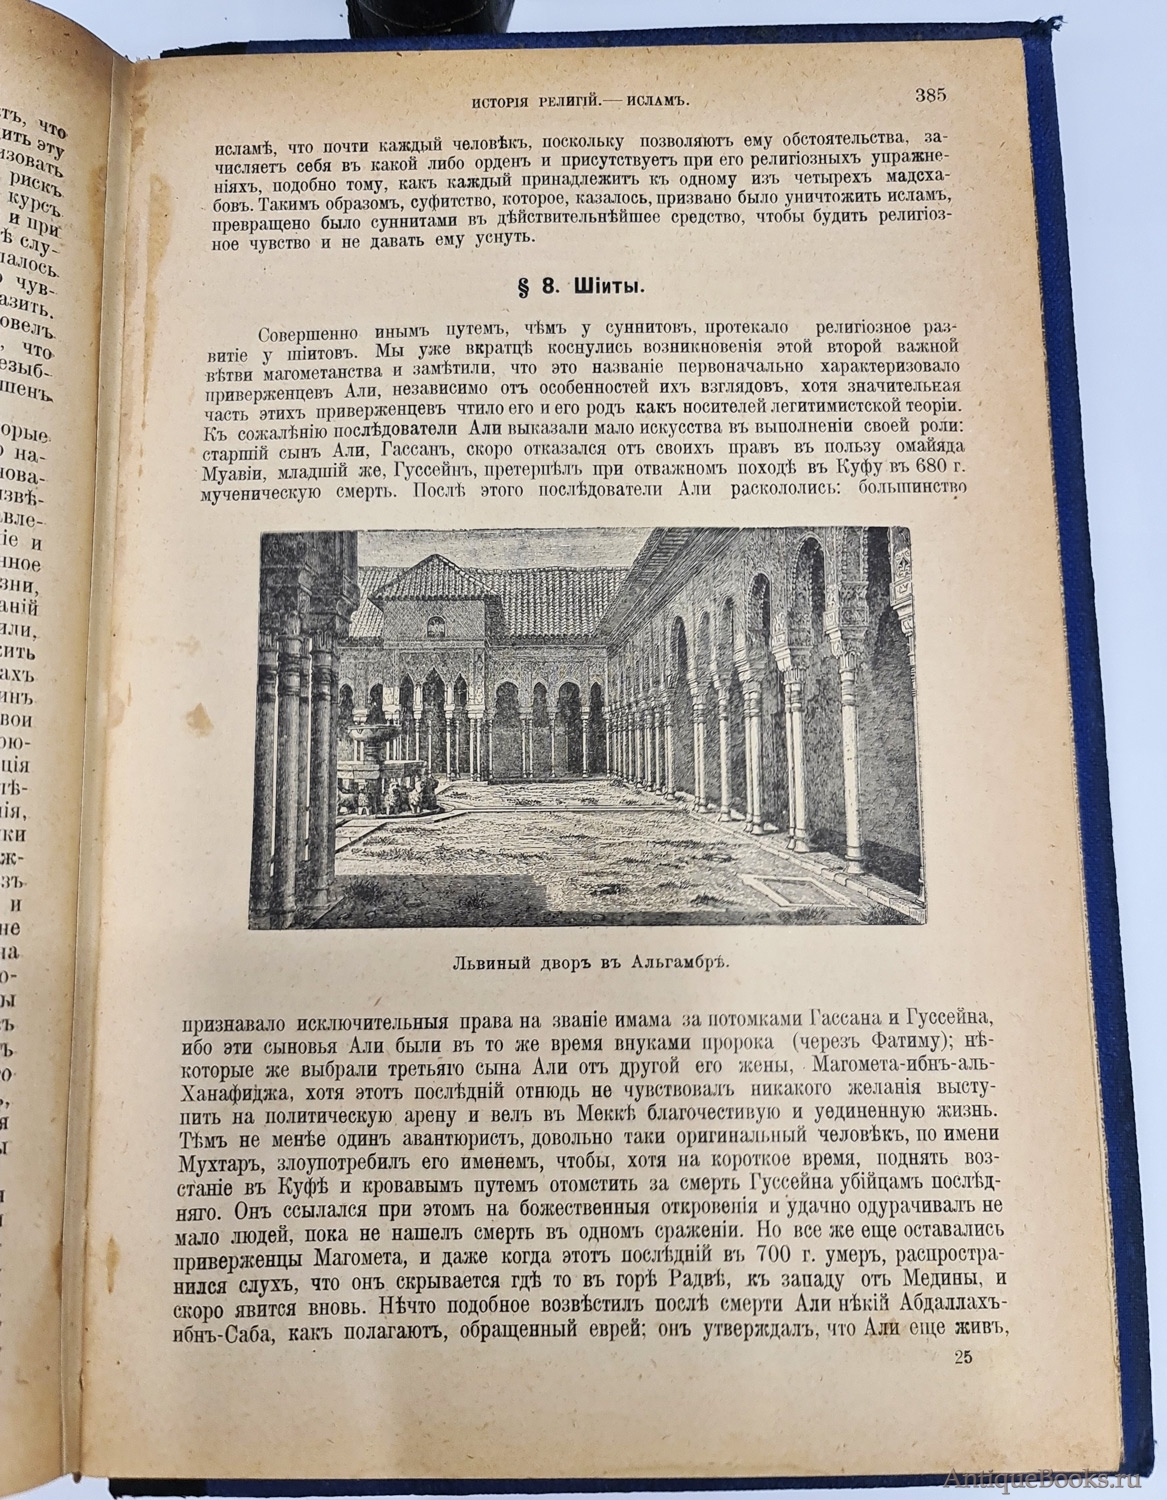 ИСТОРІЯ РЕЛИГІЙ.— ИСЛАМЪ.
385
исламѣ, что почти каждый человѣкъ, поскольку позволяютъ ему обстоятельства, за-
числяетъ себя въ какой либо орденъ и присутствуетъ при его религіозныхъ упражне-
ніяхъ, подобно тому, какъ каждый принадлежитъ къ одному изъ четырехъ мадсха-
бовъ. Такимъ образомъ, суфитство, которое, казалось, призвано было уничтожить исламъ,
превращено было суннитами въ дѣйствительнѣйшее средство, чтобы будить религіоз-
ное чувство и не давать ему уснуть.
§ 8. Шіиты.
Совершенно инымъ путемъ, чѣмъ у суннитовъ, протекало религіозное раз-
витіе у шіитовъ. Мы уже вкратцѣ коснулись возникновенія этой второй важной
вѣтви магометанства и замѣтили, что это названіе первоначально характеризовало
приверженцевъ Али, независимо отъ особенностей ихъ взглядовъ, хотя значительная
часть этихъ приверженцевъ чтило его и его родъ какъ носителей легитимистской теоріи.
Къ сожалѣнію послѣдователи Али выказали мало искусства въ выполненіи своей роли:
старшій сынъ Али, Гассанъ, скоро отказался отъ своихъ правъ въ пользу омайяда
Муавіи, младшій же, Гуссейнъ, претерпѣлъ при отважномъ походѣ въ Куфу въ 680 г.
мученическую смерть. Послѣ этого послѣдователи Али раскололись: большинство
Львиный дворъ въ Альгамбрѣ.
признавало исключительныя права на званіе имама за потомками Гассана и Гуссейна,
ибо эти сыновья Али были въ то же время внуками пророка (черезъ Фатиму); нѣ-
которые же выбрали третьяго сына Али отъ другой его жены, Магомета-ибнъ-аль-
Ханафиджа, хотя этотъ послѣдній отнюдь не чувствовалъ никакого желанія высту-
пить на политическую арену и велъ въ Меккѣ благочестивую и уединенную жизнь.
Тѣмъ не менѣе одинъ авантюристъ, довольно таки оригинальный человѣкъ, по имени
Мухтаръ, злоупотребилъ его именемъ, чтобы, хотя на короткое время, поднять воз-
станіе въ Куфѣ и кровавымъ путемъ отомстить за смерть Гуссейна убійцамъ послѣд-
няго. Онъ ссылался при этомъ на божественныя откровенія и удачно одурачивалъ не
мало людей, пока не нашелъ смерть въ одномъ сраженіи. Но все же еще оставались
приверженцы Магомета, и даже когда этотъ послѣдній въ 700 г. умеръ, распростра-
нился слухъ, что онъ скрывается гдѣ то въ горѣ Радвѣ, къ западу отъ Медины, и
скоро явится вновь. Нѣчто подобное возвѣстилъ послѣ смерти Али нѣкій Абдаллахъ-
ибнъ-Саба, какъ полагаютъ, обращенный еврей; онъ утверждалъ, что Али еще живъ,
25
AntiqueBooks.ru